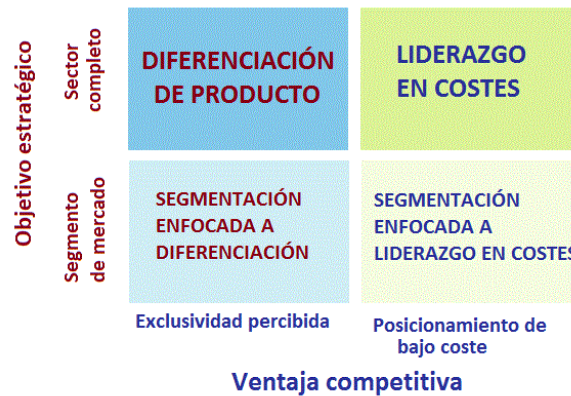 Objetivo estratégico
Sector
completo
DIFERENCIACIÓN
DE PRODUCTO
LIDERAZGO
EN COSTES
Segmento
de mercado
SEGMENTACIÓN
ENFOCADA A
DIFERENCIACIÓN
SEGMENTACIÓN
ENFOCADA A
LIDERAZGO EN COSTES
Exclusividad percibida
Posicionamiento de
bajo coste
Ventaja competitiva